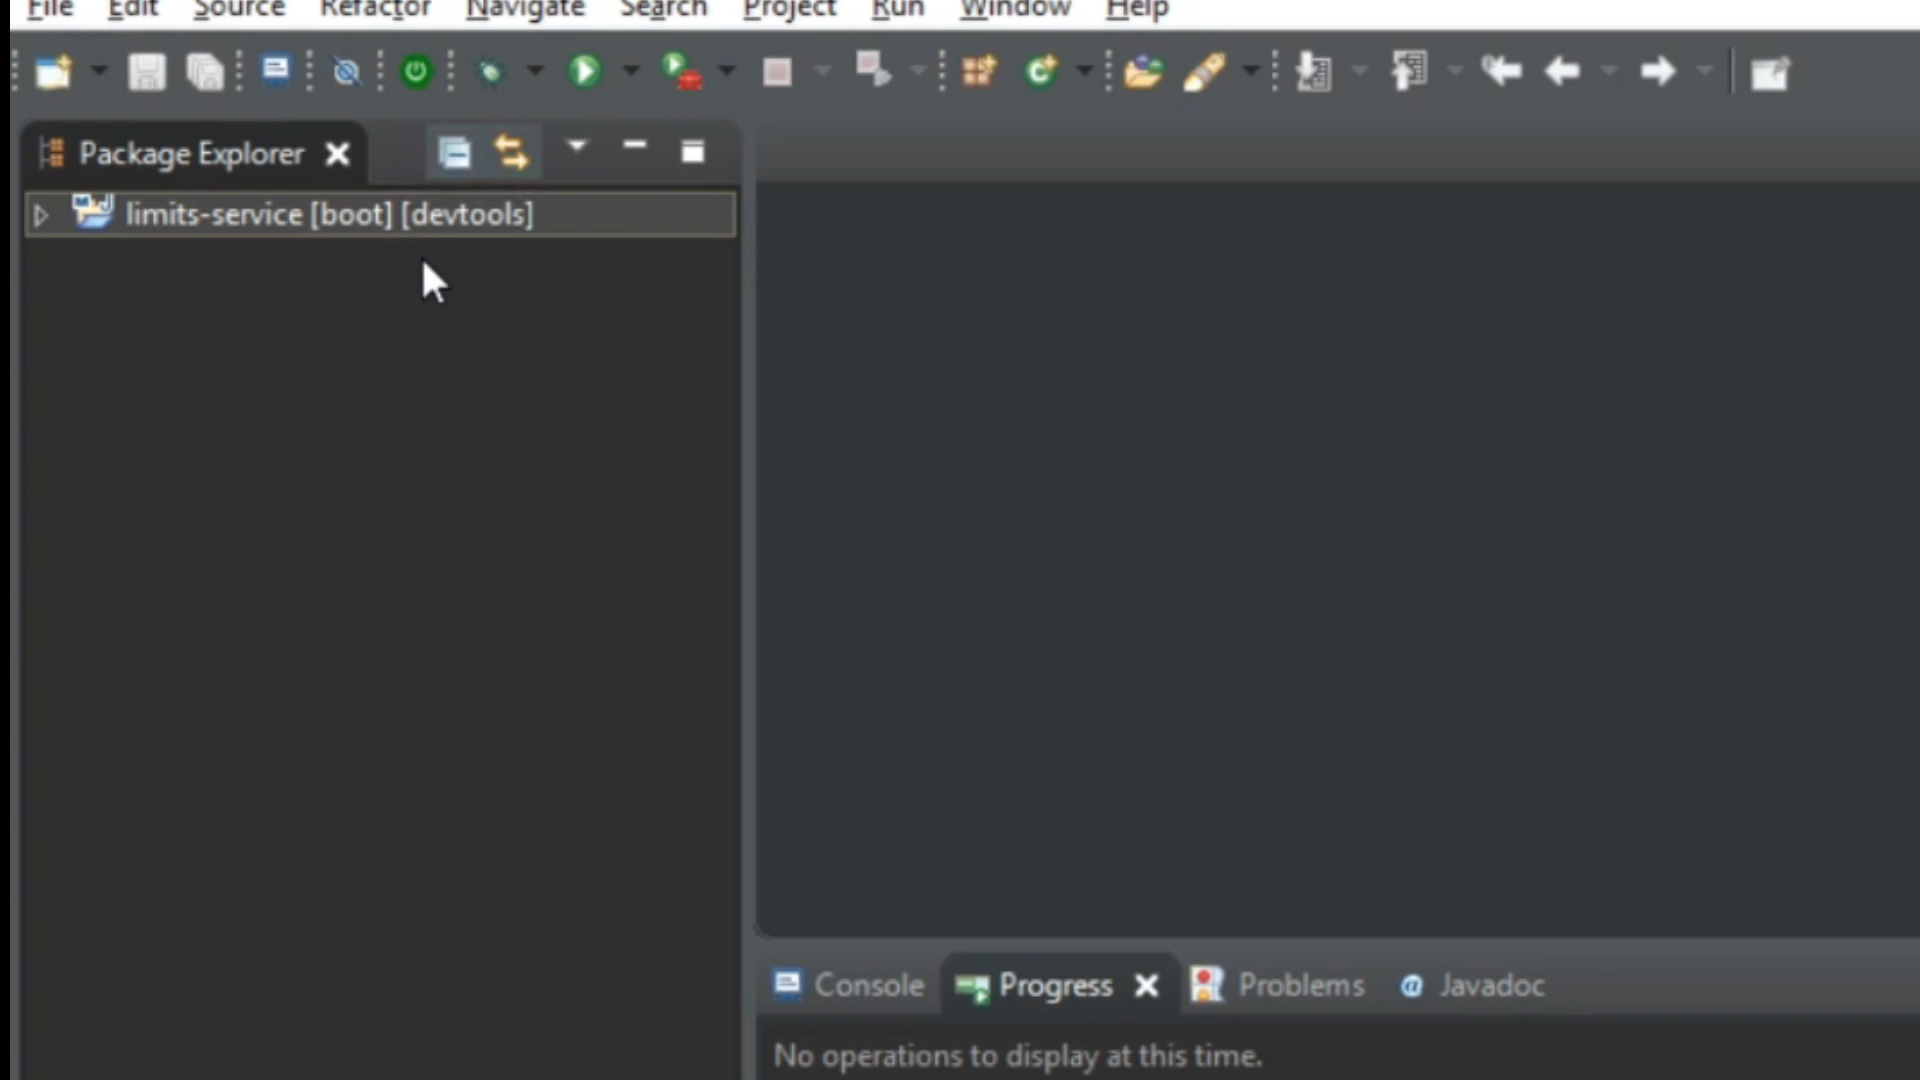 File Edit Source Refactor Navigate Search Project Run Window Help
Package Explorer
limits-service [boot] [devtools]
Console Progress Problems Javadoc
No operations to display at this time.